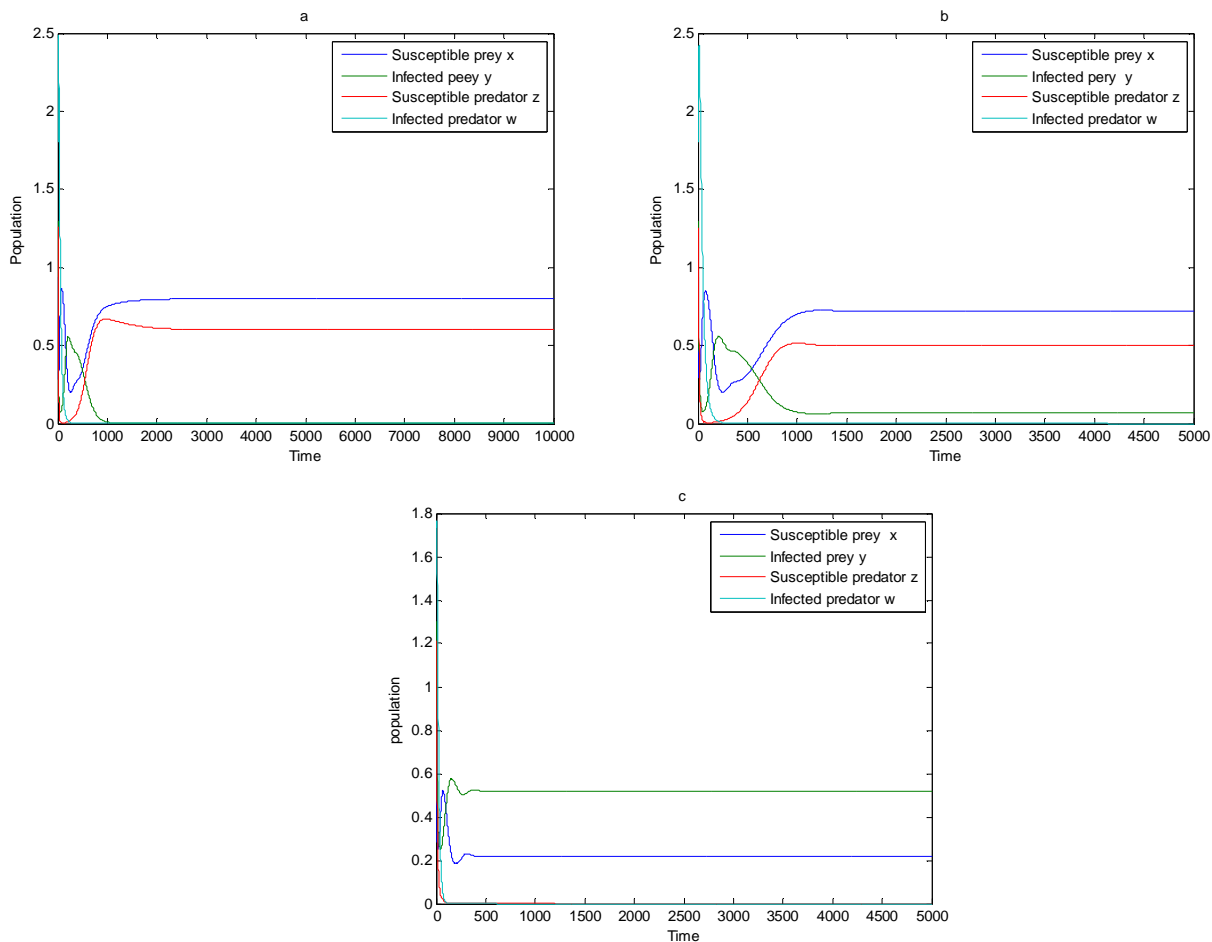 a
2.5
2
1.5
1
0.5
0
Population
Susceptible prey x
Infected peey y
Susceptible predator z
Infected predator w
0 1000 2000 3000 4000 5000 6000 7000 8000 9000 10000
Time
b
2.5
2
1.5
1
0.5
0
Population
Susceptible prey x
Infected pery y
Susceptible predator z
Infected predator w
0 500 1000 1500 2000 2500 3000 3500 4000 4500 5000
Time
c
1.8
1.6
1.4
1.2
1
0.8
0.6
0.4
0.2
0
population
Susceptible prey x
Infected prey y
Susceptible predator z
Infected predator w
0 500 1000 1500 2000 2500 3000 3500 4000 4500 5000
Time